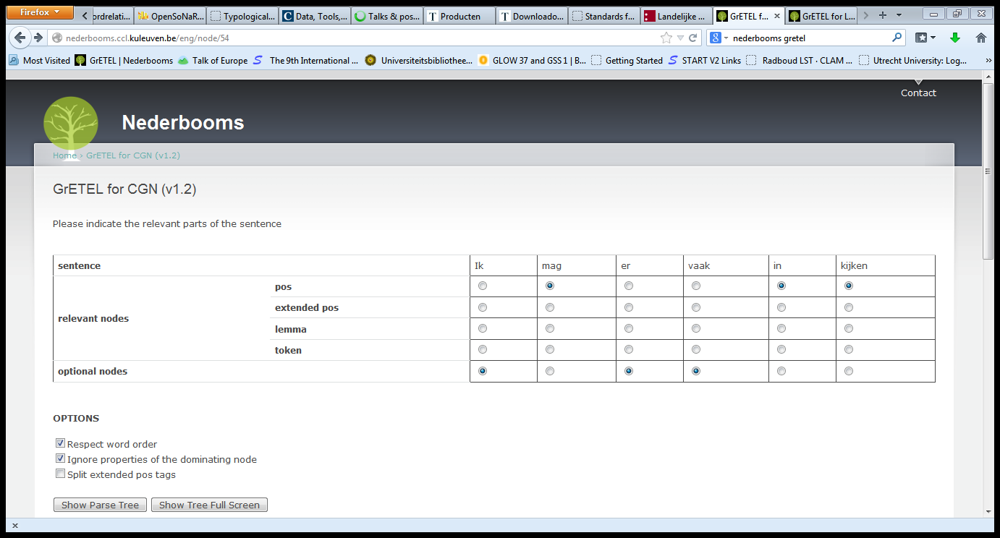 Firefox
ordrelati... OpenSoNaR... Typological... Data, Tools,... Talks & pos... Producten Downloado... Standards f... Landelijke ... GrETEL f... GrETEL for L...
nederbooms.ccl.kuleuven.be/eng/node/54 nederbooms gretel
Most Visited GrETEL | Nederbooms Talk of Europe The 9th International ... Universiteitsbibliothee... GLOW 37 and GSS 1 | B... Getting Started START V2 Links Radboud LST · CLAM ... Utrecht University: Log... »
Contact
Nederbooms
Home › GrETEL for CGN (v1.2)
GrETEL for CGN (v1.2)
Please indicate the relevant parts of the sentence
sentence Ik mag er vaak in kijken
pos
extended pos
relevant nodes
lemma
token
optional nodes
OPTIONS
Respect word order
Ignore properties of the dominating node
Split extended pos tags
Show Parse Tree Show Tree Full Screen